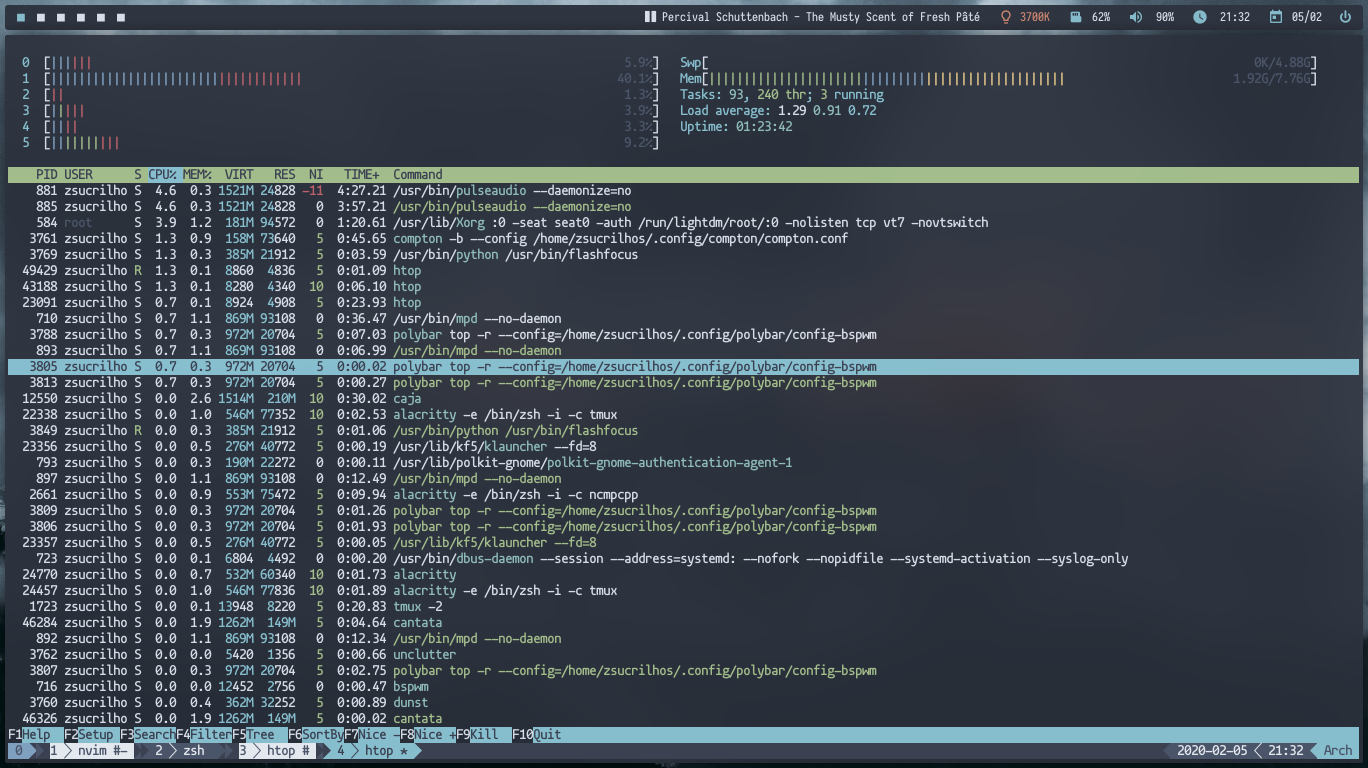 Percival Schuttenbach - The Musty Scent of Fresh Pâté 3700K 62% 90% 21:32 05/02
0 [||||||| 5.9%] Swp[ 0K/4.88G]
1 [|||||||||||||||||||||||||||||||||||| 40.1%] Mem[||||||||||||||||||||||||||||||||||||||||||||||||||| 1.92G/7.76G]
2 [|| 1.3%] Tasks: 93, 240 thr; 3 running
3 [||||| 3.9%] Load average: 1.29 0.91 0.72
4 [|||| 3.3%] Uptime: 01:23:42
5 [|||||||||| 9.2%]
PID USER S CPU% MEM% VIRT RES NI TIME+ Command
881 zsucrilho S 4.6 0.3 1521M 24828 -11 4:27.21 /usr/bin/pulseaudio --daemonize=no
885 zsucrilho S 4.6 0.3 1521M 24828 0 3:57.21 /usr/bin/pulseaudio --daemonize=no
584 root S 3.9 1.2 181M 94572 0 1:20.61 /usr/lib/Xorg :0 -seat seat0 -auth /run/lightdm/root/:0 -nolisten tcp vt7 -novtswitch
3761 zsucrilho S 1.3 0.9 158M 73640 5 0:45.65 compton -b --config /home/zsucrilhos/.config/compton/compton.conf
3769 zsucrilho S 1.3 0.3 385M 21912 5 0:03.59 /usr/bin/python /usr/bin/flashfocus
49429 zsucrilho R 1.3 0.1 8860 4836 5 0:01.09 htop
43188 zsucrilho S 1.3 0.1 8280 4340 10 0:06.10 htop
23091 zsucrilho S 0.7 0.1 8924 4908 5 0:23.93 htop
710 zsucrilho S 0.7 1.1 869M 93108 0 0:36.47 /usr/bin/mpd --no-daemon
3788 zsucrilho S 0.7 0.3 972M 20704 5 0:07.03 polybar top -r --config=/home/zsucrilhos/.config/polybar/config-bspwm
893 zsucrilho S 0.7 1.1 869M 93108 0 0:06.99 /usr/bin/mpd --no-daemon
3805 zsucrilho S 0.7 0.3 972M 20704 5 0:00.02 polybar top -r --config=/home/zsucrilhos/.config/polybar/config-bspwm
3813 zsucrilho S 0.7 0.3 972M 20704 5 0:00.27 polybar top -r --config=/home/zsucrilhos/.config/polybar/config-bspwm
12550 zsucrilho S 0.0 2.6 1514M 210M 10 0:30.02 caja
22338 zsucrilho S 0.0 1.0 546M 77352 10 0:02.53 alacritty -e /bin/zsh -i -c tmux
3849 zsucrilho R 0.0 0.3 385M 21912 5 0:01.06 /usr/bin/python /usr/bin/flashfocus
23356 zsucrilho S 0.0 0.5 276M 40772 5 0:00.19 /usr/lib/kf5/klauncher --fd=8
793 zsucrilho S 0.0 0.3 190M 22272 0 0:00.11 /usr/lib/polkit-gnome/polkit-gnome-authentication-agent-1
897 zsucrilho S 0.0 1.1 869M 93108 0 0:12.49 /usr/bin/mpd --no-daemon
2661 zsucrilho S 0.0 0.9 553M 75472 5 0:09.94 alacritty -e /bin/zsh -i -c ncmpcpp
3809 zsucrilho S 0.0 0.3 972M 20704 5 0:01.26 polybar top -r --config=/home/zsucrilhos/.config/polybar/config-bspwm
3806 zsucrilho S 0.0 0.3 972M 20704 5 0:01.93 polybar top -r --config=/home/zsucrilhos/.config/polybar/config-bspwm
23357 zsucrilho S 0.0 0.5 276M 40772 5 0:00.05 /usr/lib/kf5/klauncher --fd=8
723 zsucrilho S 0.0 0.1 6804 4492 0 0:00.20 /usr/bin/dbus-daemon --session --address=systemd: --nofork --nopidfile --systemd-activation --syslog-only
24770 zsucrilho S 0.0 0.7 532M 60340 10 0:01.73 alacritty
24457 zsucrilho S 0.0 1.0 546M 77836 10 0:01.89 alacritty -e /bin/zsh -i -c tmux
1723 zsucrilho S 0.0 0.1 13948 8220 5 0:20.83 tmux -2
46284 zsucrilho S 0.0 1.9 1262M 149M 5 0:04.64 cantata
892 zsucrilho S 0.0 1.1 869M 93108 0 0:12.34 /usr/bin/mpd --no-daemon
3762 zsucrilho S 0.0 0.0 5420 1356 5 0:00.66 unclutter
3807 zsucrilho S 0.0 0.3 972M 20704 5 0:02.75 polybar top -r --config=/home/zsucrilhos/.config/polybar/config-bspwm
716 zsucrilho S 0.0 0.0 12452 2756 0 0:00.47 bspwm
3760 zsucrilho S 0.0 0.4 362M 32252 5 0:00.89 dunst
46326 zsucrilho S 0.0 1.9 1262M 149M 5 0:00.02 cantata
F1Help F2Setup F3SearchF4FilterF5Tree F6SortByF7Nice -F8Nice +F9Kill F10Quit
0 1 nvim #- 2 zsh 3 htop # 4 htop * 2020-02-05 21:32 Arch